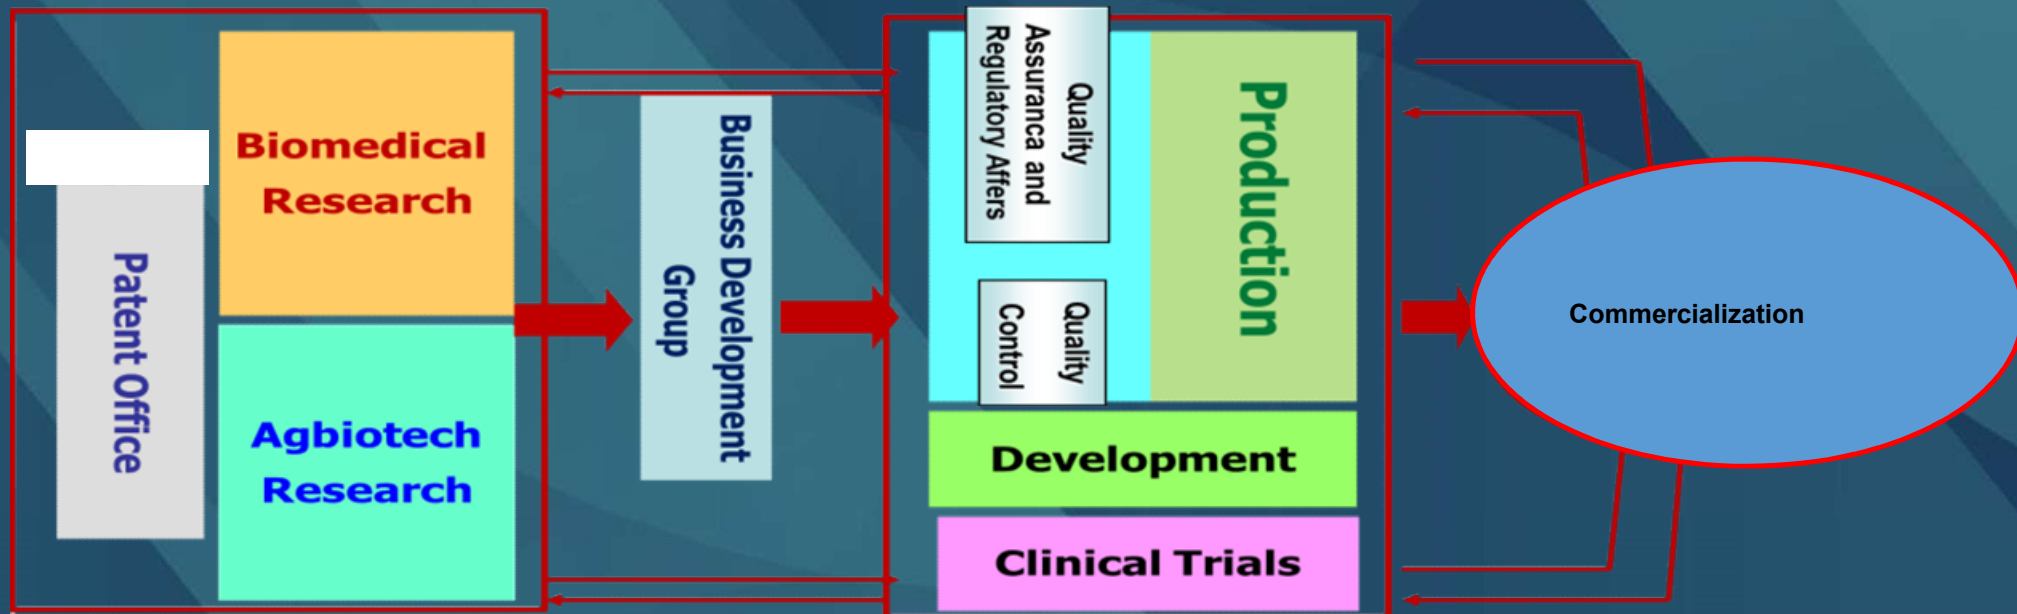 Patent Office
Biomedical
Research
Agbiotech
Research
Business Development
Group
Quality
Assuranca and
Regulatory Affers
Quality
Control
Production
Development
Clinical Trials
Commercialization